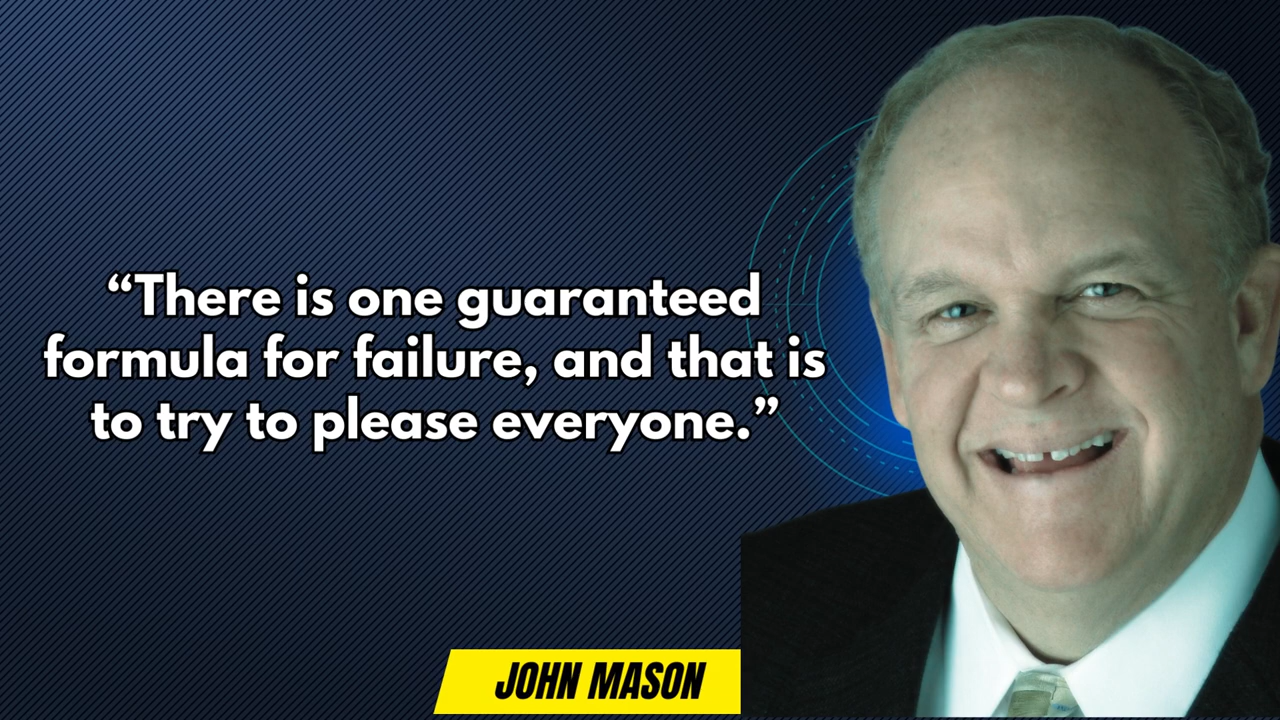 “There is one guaranteed
formula for failure, and that is
to try to please everyone.”
JOHN MASON